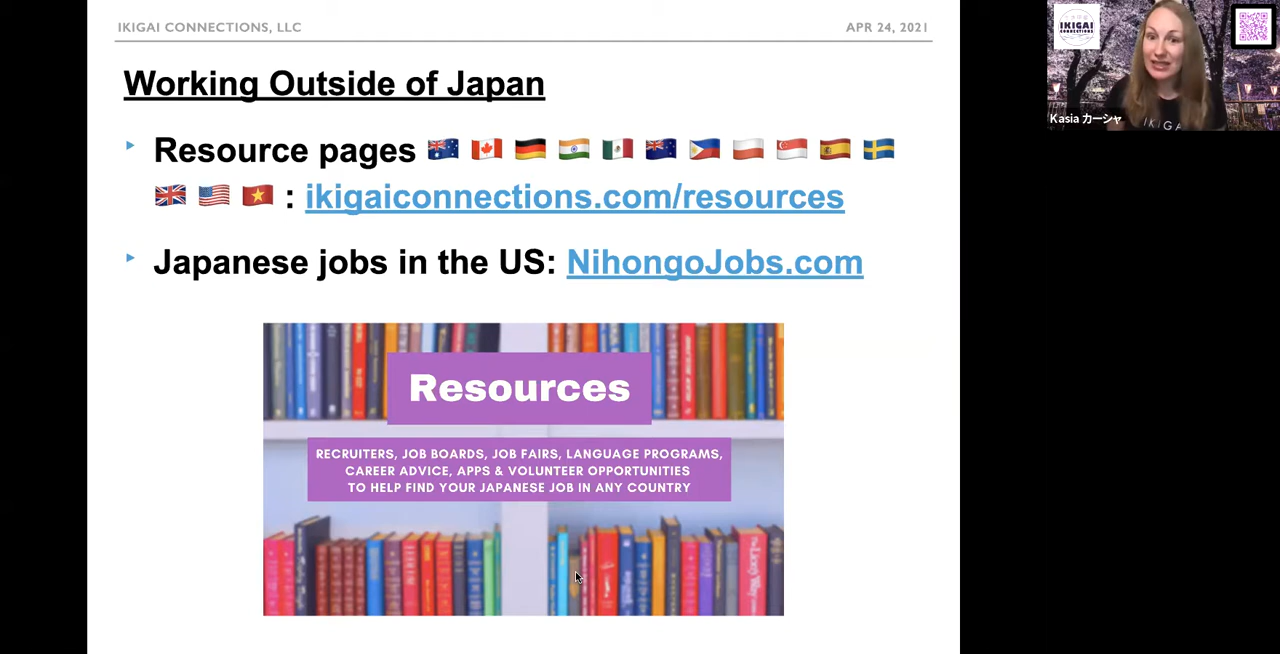 IKIGAI CONNECTIONS, LLC
APR 24, 2021
Working Outside of Japan
Resource pages
: ikigaiconnections.com/resources
Japanese jobs in the US: NihongoJobs.com
Resources
RECRUITERS, JOB BOARDS, JOB FAIRS, LANGUAGE PROGRAMS,
CAREER ADVICE, APPS & VOLUNTEER OPPORTUNITIES
TO HELP FIND YOUR JAPANESE JOB IN ANY COUNTRY
IKIGAI
CONNECTIONS
Kasia カーシャ
IKIGA